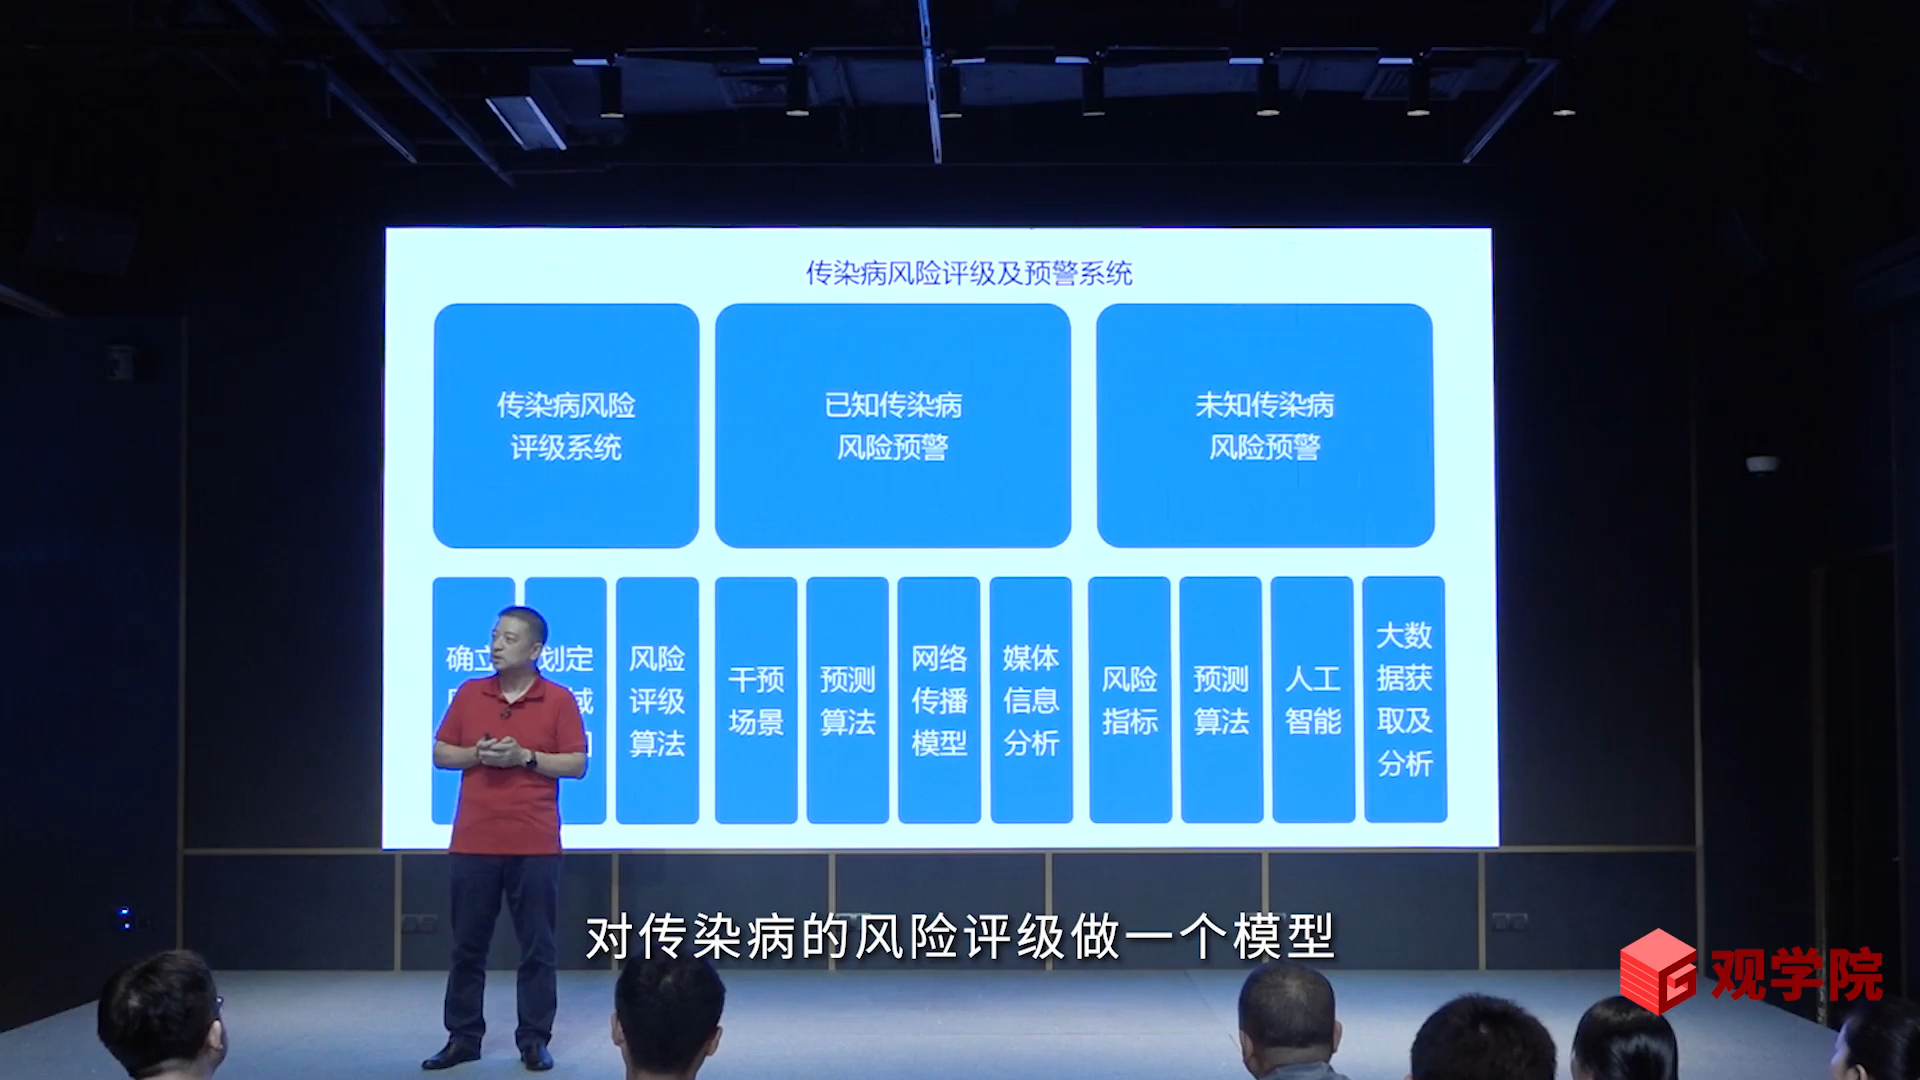 传染病风险评级及预警系统
传染病风险
评级系统
已知传染病
风险预警
未知传染病
风险预警
确立
划定
风险
评级
算法
干预
场景
预测
算法
网络
传播
模型
媒体
信息
分析
风险
指标
预测
算法
人工
智能
大数
据获
取及
分析
对传染病的风险评级做一个模型
观学院